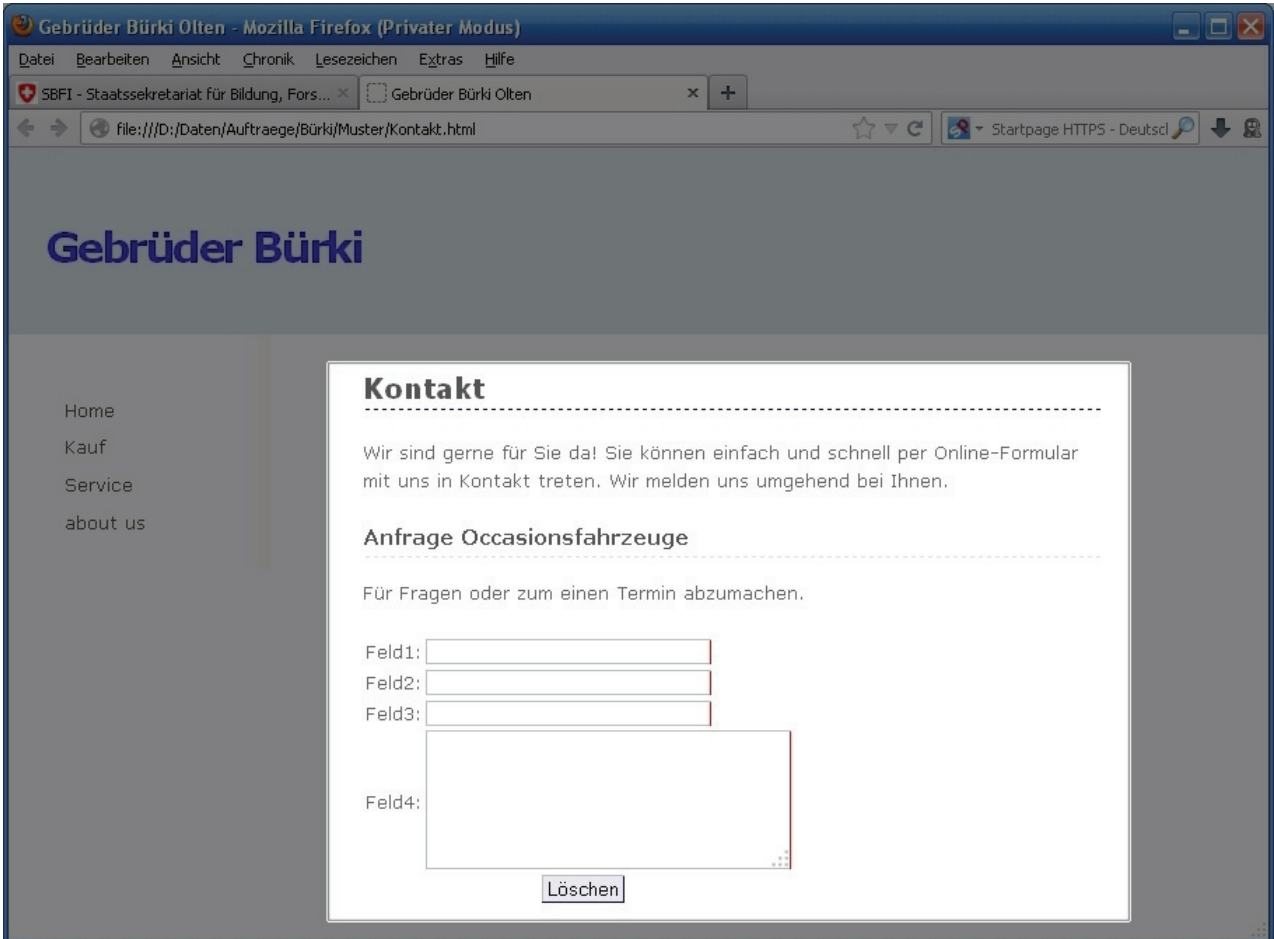 Gebrüder Bürki Olten - Mozilla Firefox (Privater Modus)
Datei Bearbeiten Ansicht Chronik Lesezeichen Extras Hilfe
SBFI - Staatssekretariat für Bildung, Fors... Gebrüder Bürki Olten
file:///D:/Daten/Auftraege/Bürki/Muster/Kontakt.html Startpage HTTPS - Deutscl
Gebrüder Bürki
Home
Kauf
Service
about us
Kontakt
Wir sind gerne für Sie da! Sie können einfach und schnell per Online-Formular
mit uns in Kontakt treten. Wir melden uns umgehend bei Ihnen.
Anfrage Occasionsfahrzeuge
Für Fragen oder zum einen Termin abzumachen.
Feld1:
Feld2:
Feld3:
Feld4:
Löschen